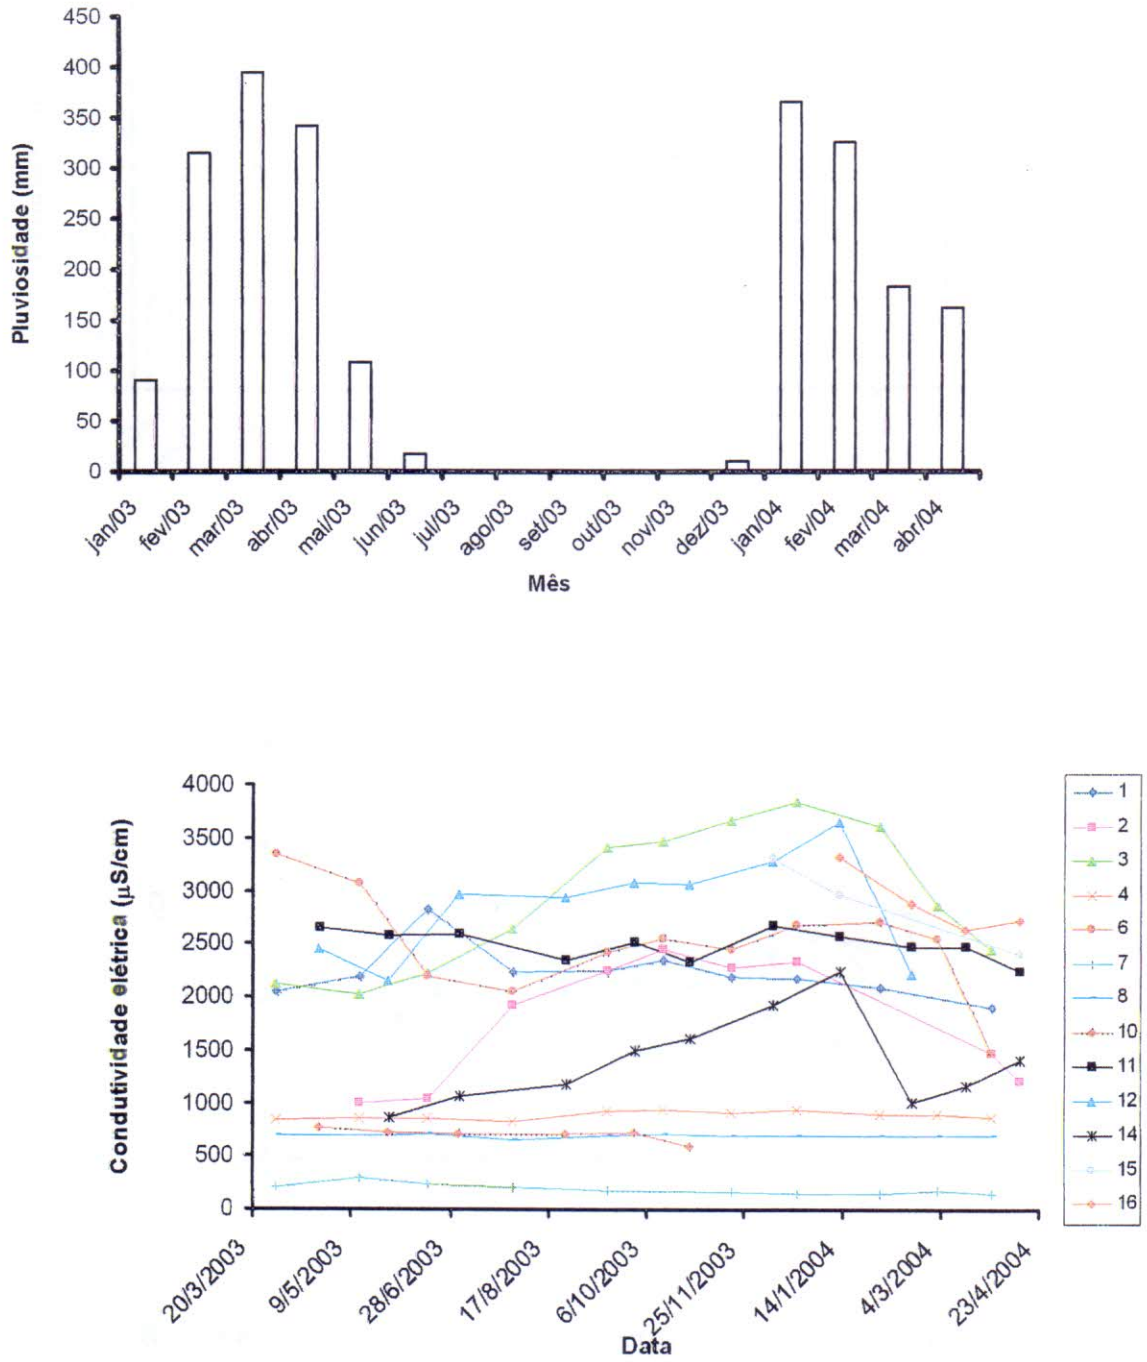 450
400
350
300
250
200
150
100
50
0
Pluviosidade (mm)
jan/03
fev/03
mar/03
abr/03
mai/03
jun/03
jul/03
ago/03
set/03
out/03
nov/03
dez/03
jan/04
fev/04
mar/04
abr/04
Mês
4000
3500
3000
2500
2000
1500
1000
500
0
Condutividade elétrica (µS/cm)
20/3/2003
9/5/2003
28/6/2003
17/8/2003
6/10/2003
25/11/2003
14/1/2004
4/3/2004
23/4/2004
Data
1
2
3
4
6
7
8
10
11
12
14
15
16